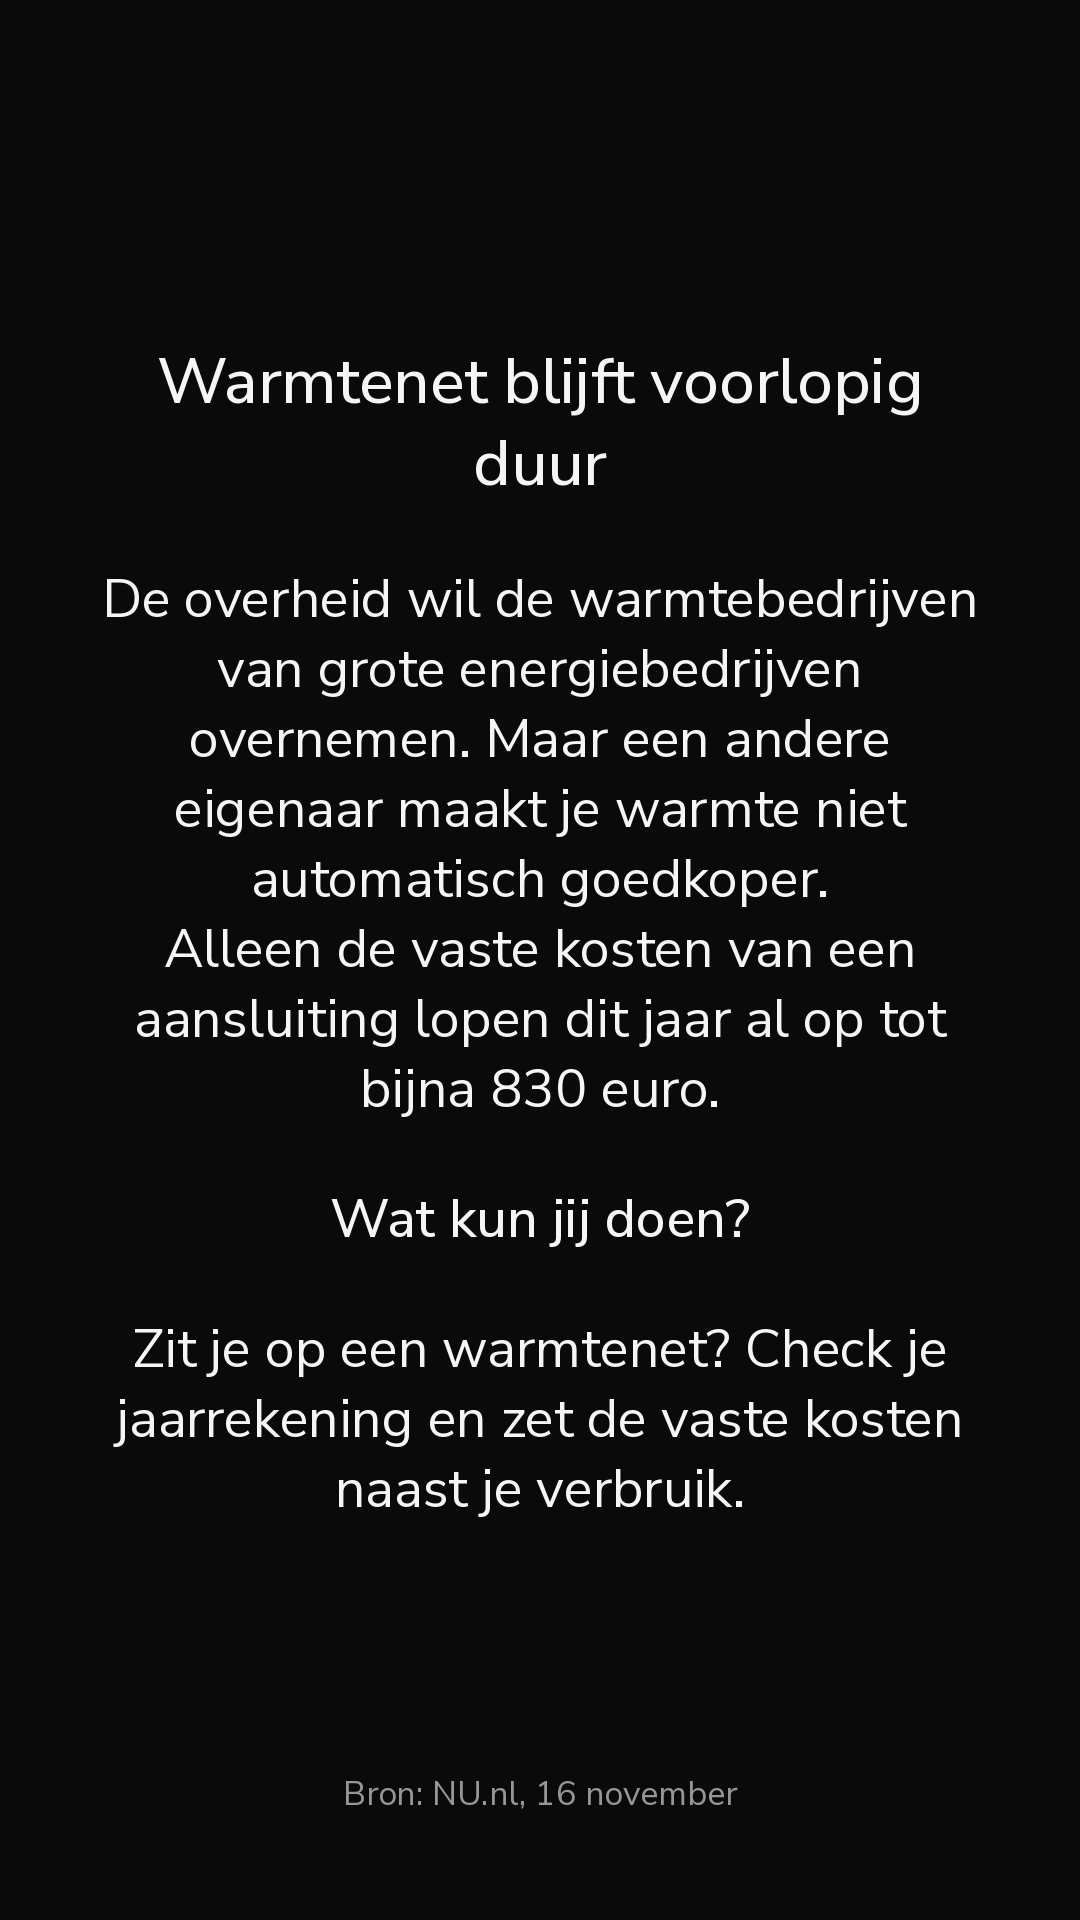 Warmtenet blijft voorlopig
duur
De overheid wil de warmtebedrijven
van grote energiebedrijven
overnemen. Maar een andere
eigenaar maakt je warmte niet
automatisch goedkoper.
Alleen de vaste kosten van een
aansluiting lopen dit jaar al op tot
bijna 830 euro.
Wat kun jij doen?
Zit je op een warmtenet? Check je
jaarrekening en zet de vaste kosten
naast je verbruik.
Bron: NU.nl, 16 november